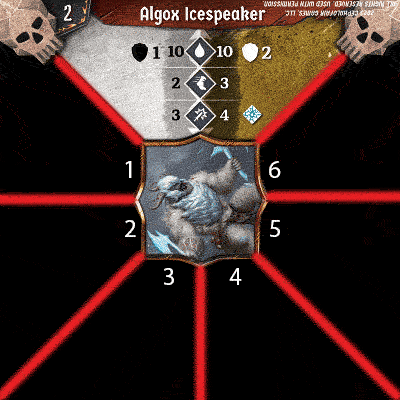 2
Algox Icespeaker
2023 CEPHALOFAIR GAMES, LLC.
ALL RIGHTS RESERVED. USED WITH PERMISSION.
1 10 10 2
2 3
3 4
1 6
2 5
3 4